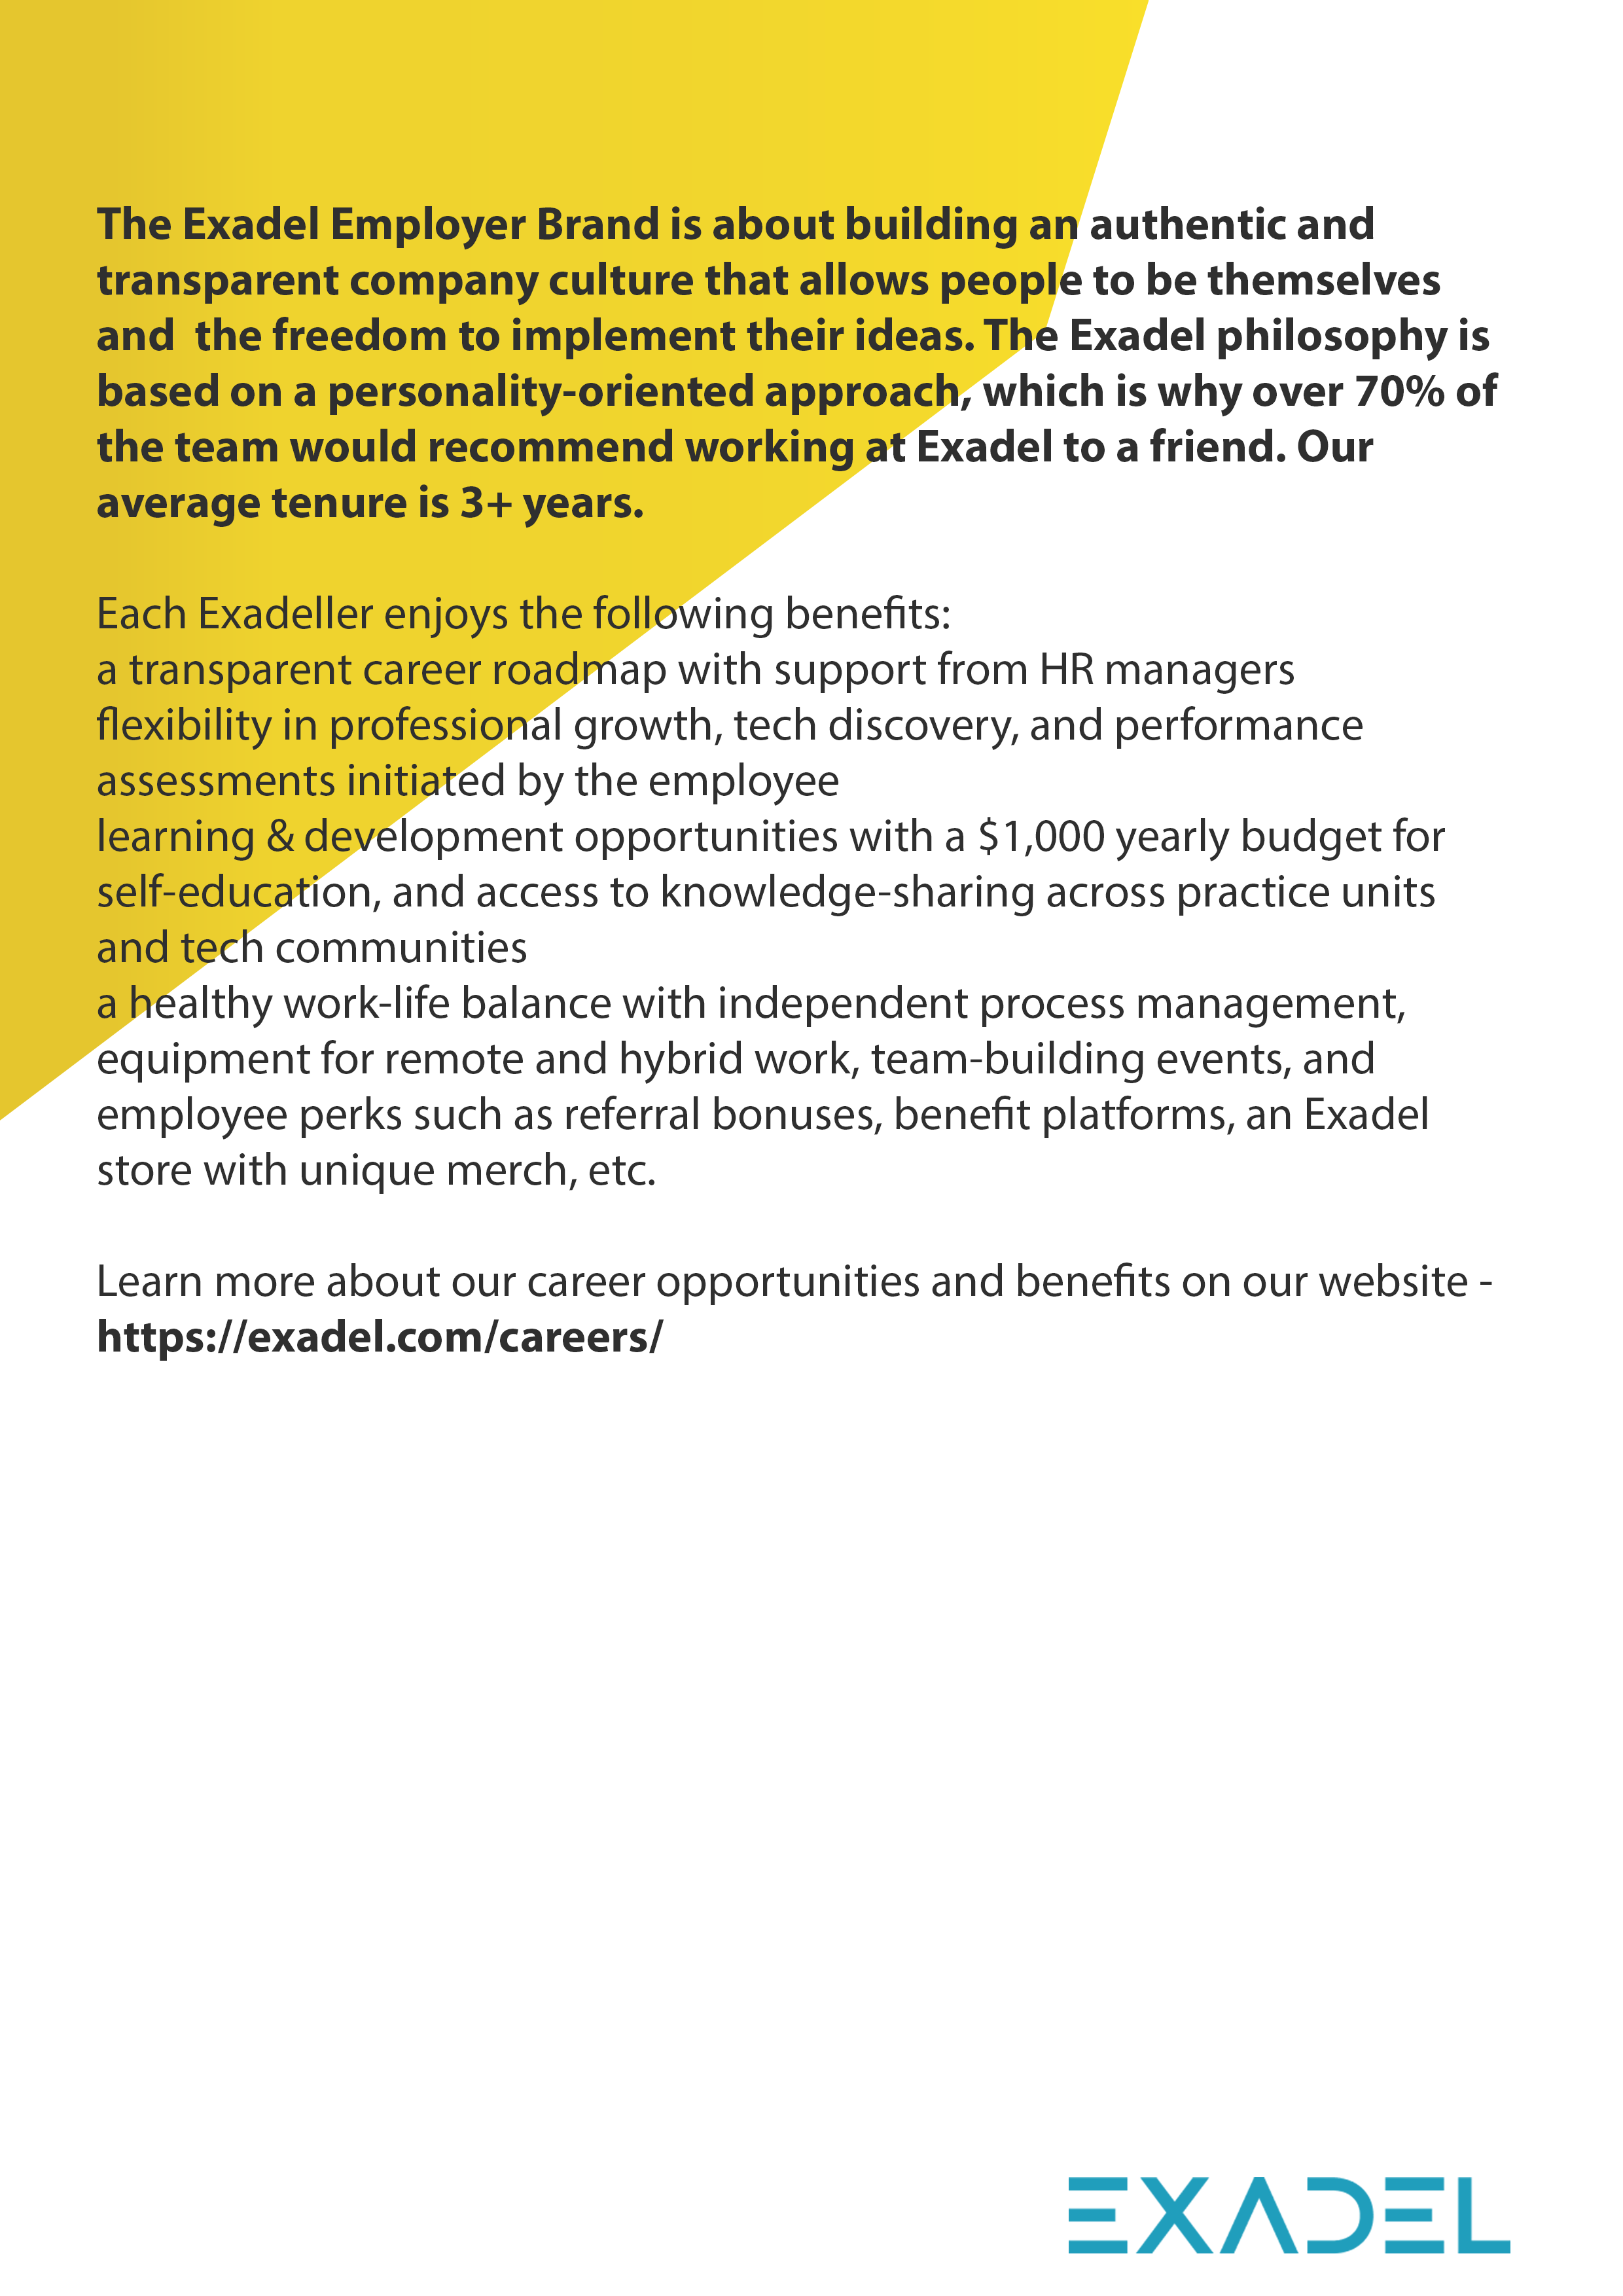 The Exadel Employer Brand is about building an authentic and
transparent company culture that allows people to be themselves
and  the freedom to implement their ideas. The Exadel philosophy is
based on a personality-oriented approach, which is why over 70% of
the team would recommend working at Exadel to a friend. Our
average tenure is 3+ years.
Each Exadeller enjoys the following benefits:
a transparent career roadmap with support from HR managers
flexibility in professional growth, tech discovery, and performance
assessments initiated by the employee
learning & development opportunities with a $1,000 yearly budget for
self-education, and access to knowledge-sharing across practice units
and tech communities
a healthy work-life balance with independent process management,
equipment for remote and hybrid work, team-building events, and
employee perks such as referral bonuses, benefit platforms, an Exadel
store with unique merch, etc.
Learn more about our career opportunities and benefits on our website -
https://exadel.com/careers/
EXADEL